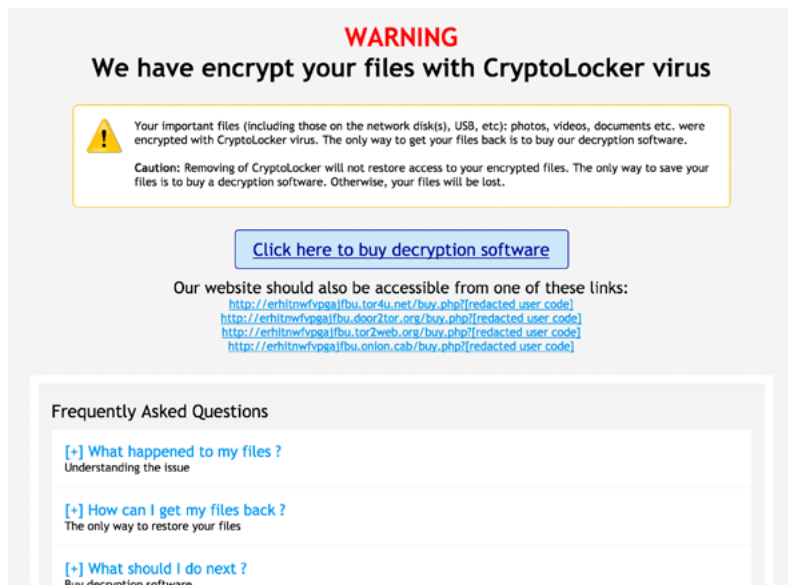 WARNING
We have encrypt your files with CryptoLocker virus
Your important files (including those on the network disk(s), USB, etc): photos, videos, documents etc. were
encrypted with CryptoLocker virus. The only way to get your files back is to buy our decryption software.
Caution: Removing of CryptoLocker will not restore access to your encrypted files. The only way to save your
files is to buy a decryption software. Otherwise, your files will be lost.
Click here to buy decryption software
Our website should also be accessible from one of these links:
http://erhitnwfvpgajfbu.tor4u.net/buy.php?[redacted user code]
http://erhitnwfvpgajfbu.door2tor.org/buy.php?[redacted user code]
http://erhitnwfvpgajfbu.tor2web.org/buy.php?[redacted user code]
http://erhitnwfvpgajfbu.onion.cab/buy.php?[redacted user code]
Frequently Asked Questions
[+] What happened to my files ?
Understanding the issue
[+] How can I get my files back ?
The only way to restore your files
[+] What should I do next ?
Buy decryption software